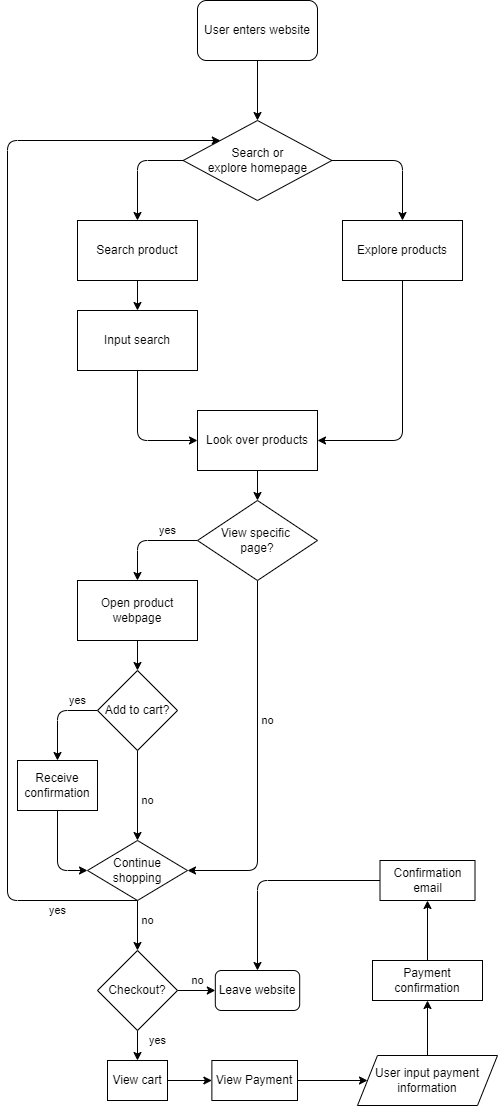 User enters website
Search or
explore homepage
Search product
Explore products
Input search
Look over products
View specific
page?
yes
Open product
webpage
Add to cart?
yes
no
Receive
confirmation
no
Continue
shopping
Confirmation
email
yes
no
Checkout?
no
Leave website
Payment
confirmation
yes
View cart
View Payment
User input payment
information